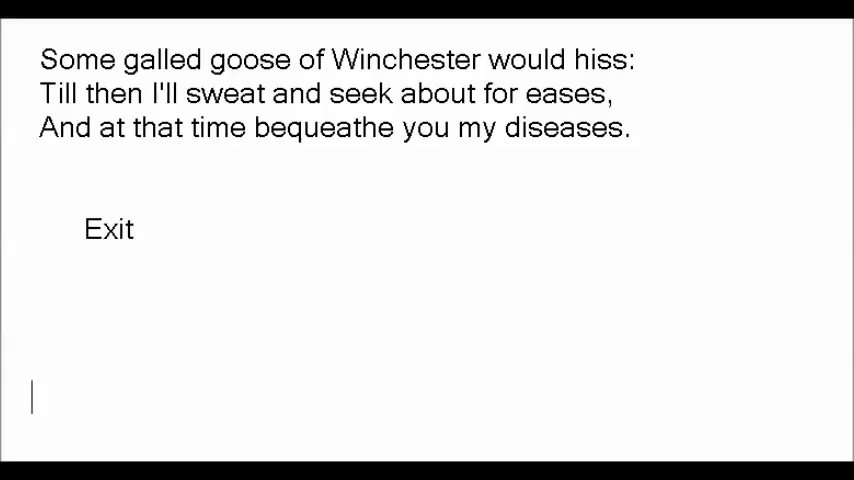 Some galled goose of Winchester would hiss:
Till then I'll sweat and seek about for eases,
And at that time bequeathe you my diseases.
Exit